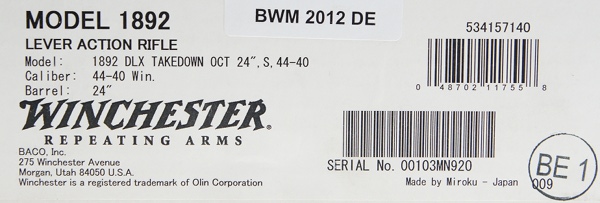 MODEL 1892
BWM 2012 DE
534157140
LEVER ACTION RIFLE
Model: 1892 DLX TAKEDOWN OCT 24", S, 44-40
Caliber: 44-40 Win.
Barrel: 24"
0 48702 11755 8
WINCHESTER®
REPEATING ARMS
BACO, Inc.
275 Winchester Avenue
Morgan, Utah 84050 U.S.A.
Winchester is a registered trademark of Olin Corporation
SERIAL No. 00103MN920
Made by Miroku - Japan 009
BE 1